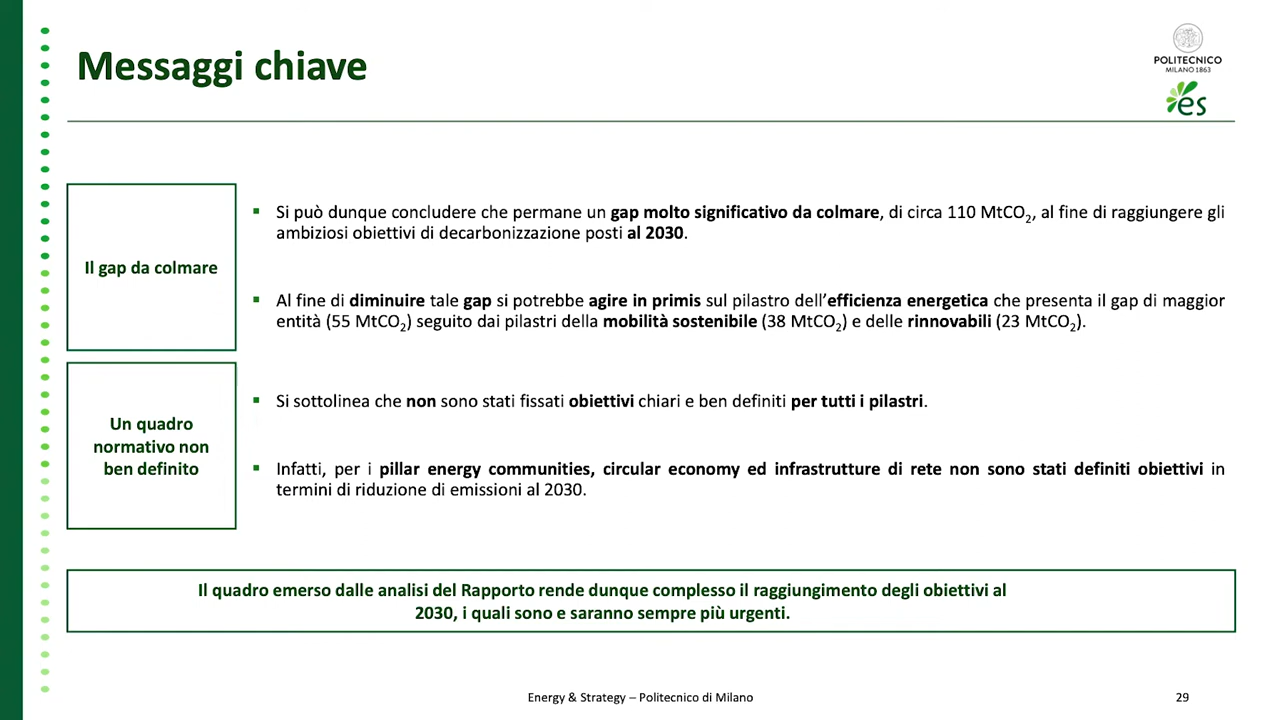 Messaggi chiave
POLITECNICO
MILANO 1863
es
Il gap da colmare
▪ Si può dunque concludere che permane un gap molto significativo da colmare, di circa 110 MtCO₂, al fine di raggiungere gli
ambiziosi obiettivi di decarbonizzazione posti al 2030.
▪ Al fine di diminuire tale gap si potrebbe agire in primis sul pilastro dell’efficienza energetica che presenta il gap di maggior
entità (55 MtCO₂) seguito dai pilastri della mobilità sostenibile (38 MtCO₂) e delle rinnovabili (23 MtCO₂).
Un quadro
normativo non
ben definito
▪ Si sottolinea che non sono stati fissati obiettivi chiari e ben definiti per tutti i pilastri.
▪ Infatti, per i pillar energy communities, circular economy ed infrastrutture di rete non sono stati definiti obiettivi in
termini di riduzione di emissioni al 2030.
Il quadro emerso dalle analisi del Rapporto rende dunque complesso il raggiungimento degli obiettivi al
2030, i quali sono e saranno sempre più urgenti.
Energy & Strategy – Politecnico di Milano
29